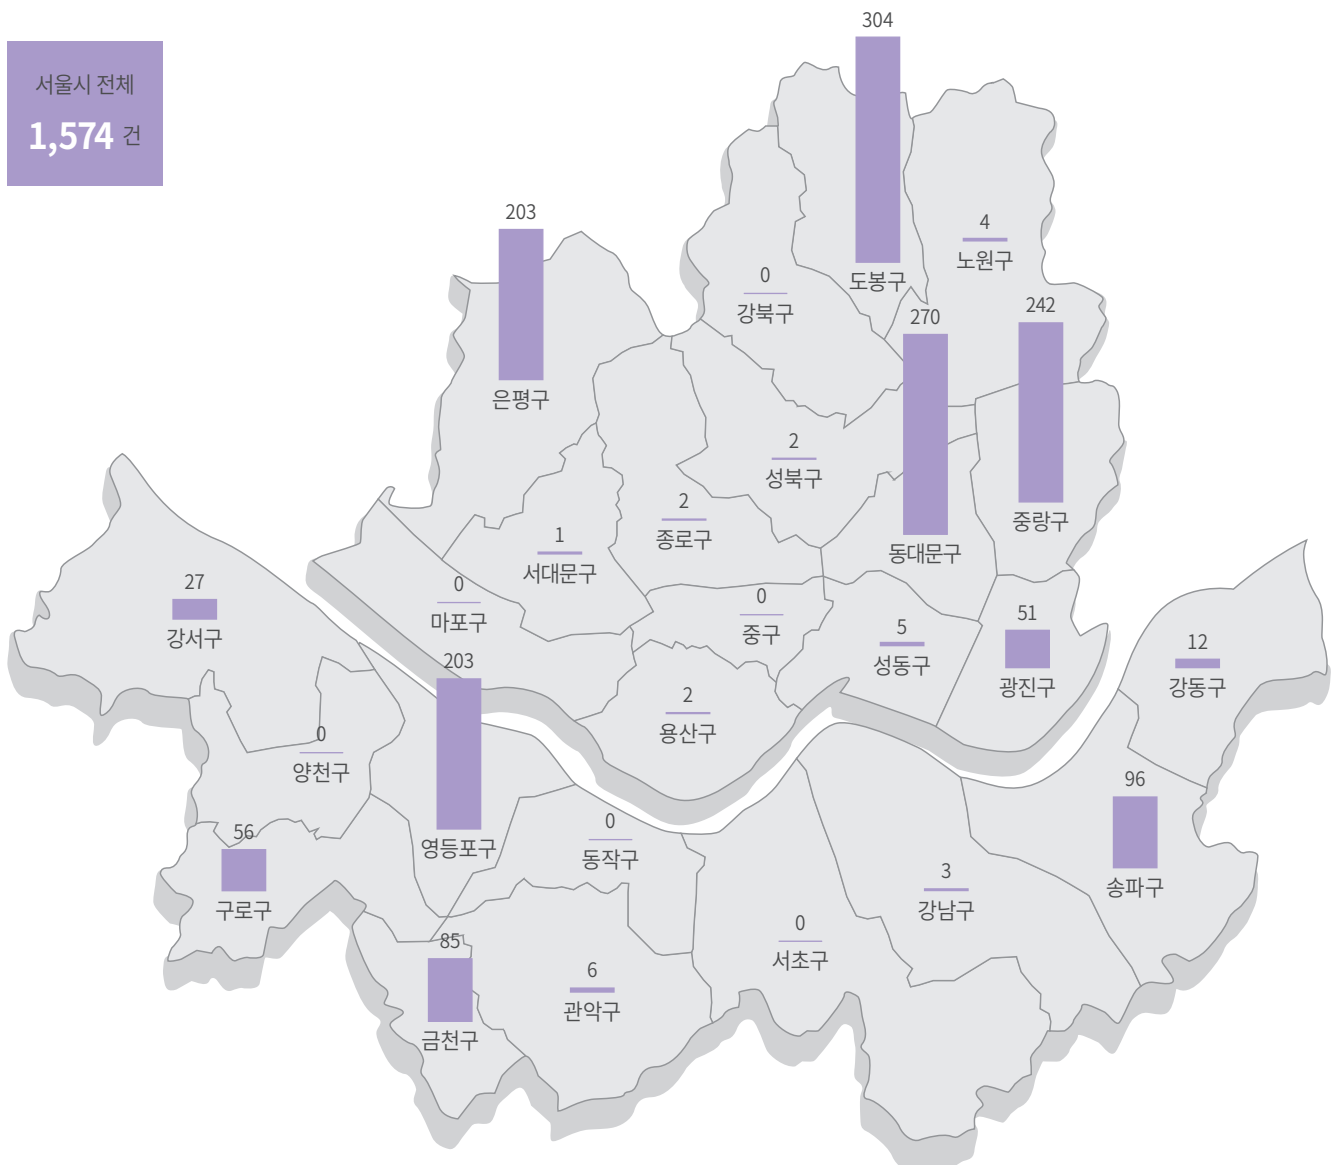 서울시 전체
1,574 건
304
도봉구
4
노원구
203
은평구
0
강북구
270
동대문구
242
중랑구
2
성북구
2
종로구
1
서대문구
0
마포구
0
중구
5
성동구
51
광진구
27
강서구
12
강동구
203
영등포구
2
용산구
0
양천구
96
송파구
56
구로구
0
동작구
3
강남구
0
서초구
85
금천구
6
관악구